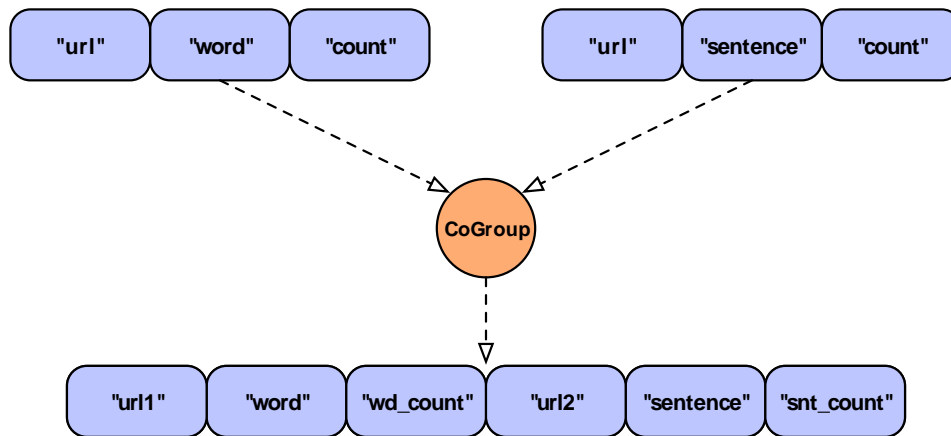 "url" "word" "count" "url" "sentence" "count"
CoGroup
"url1" "word" "wd_count" "url2" "sentence" "snt_count"